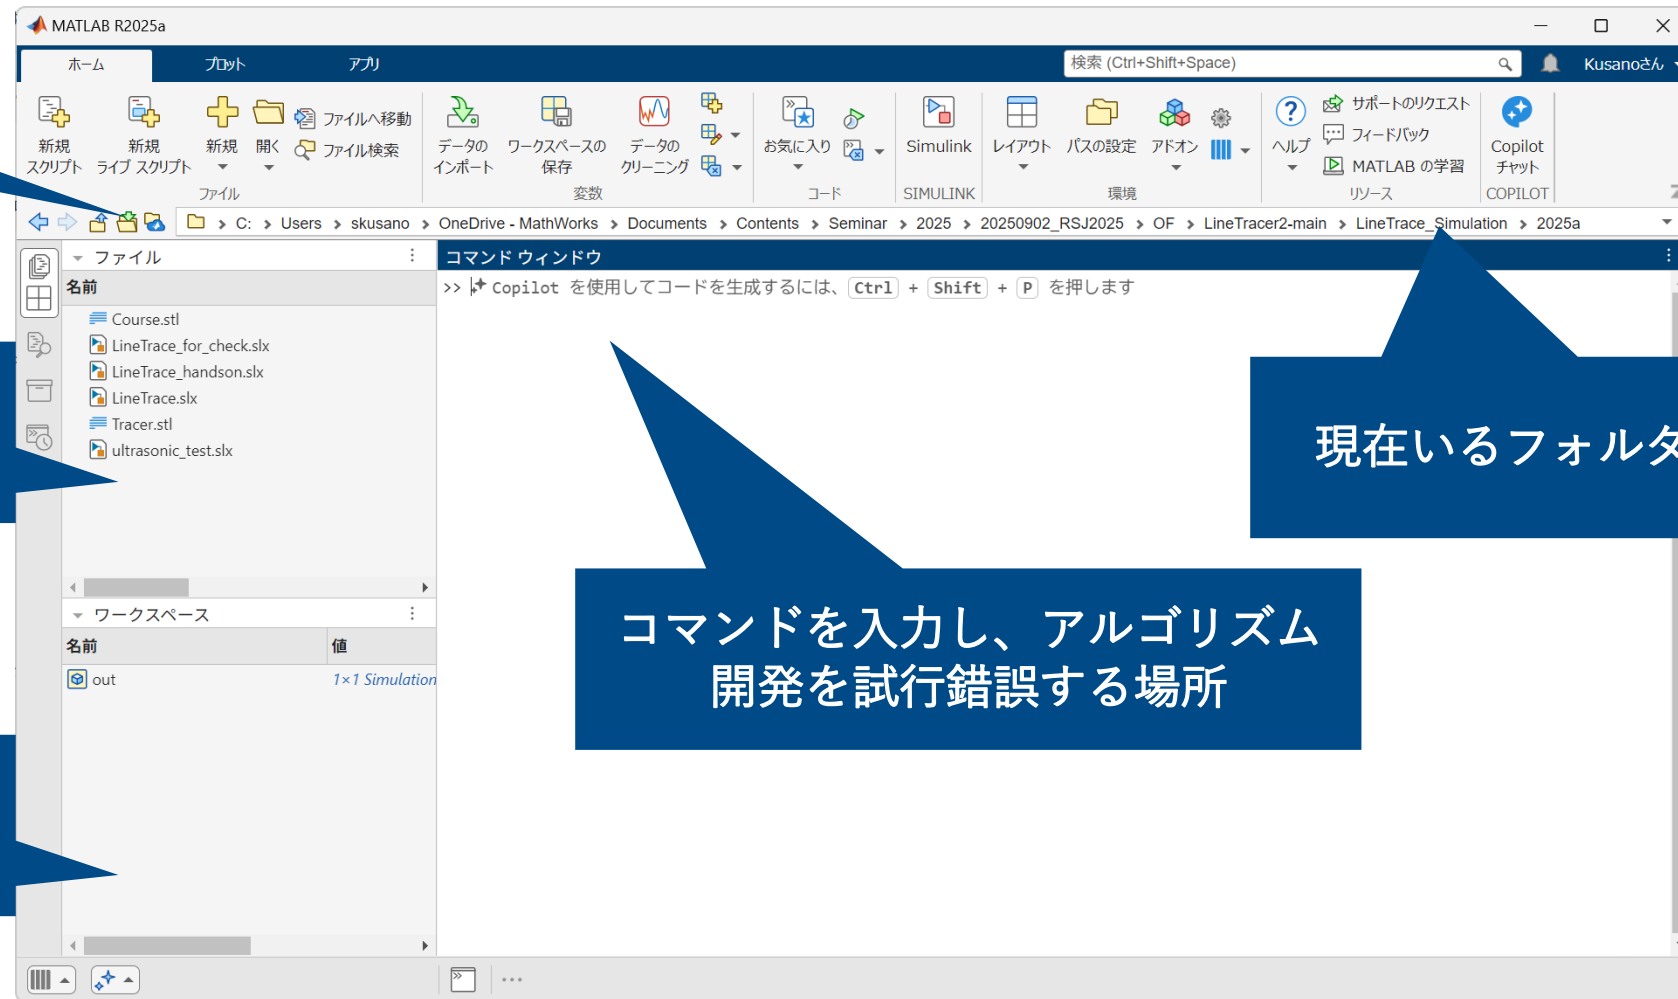 MATLAB R2025a
ホーム
プロット
アプリ
検索 (Ctrl+Shift+Space)
Kusanoさん
新規
スクリプト
新規
ライブ スクリプト
新規
開く
ファイルへ移動
ファイル検索
ファイル
データの
インポート
ワークスペースの
保存
データの
クリーニング
変数
お気に入り
コード
Simulink
SIMULINK
レイアウト
パスの設定
アドオン
環境
ヘルプ
サポートのリクエスト
フィードバック
MATLAB の学習
リソース
Copilot
チャット
COPILOT
C: › Users › skusano › OneDrive - MathWorks › Documents › Contents › Seminar › 2025 › 20250902_RSJ2025 › OF › LineTracer2-main › LineTrace_Simulation › 2025a
ファイル
名前
Course.stl
LineTrace_for_check.slx
LineTrace_handson.slx
LineTrace.slx
Tracer.stl
ultrasonic_test.slx
ワークスペース
名前 値
out 1×1 Simulation
コマンド ウィンドウ
>> Copilot を使用してコードを生成するには、Ctrl + Shift + P を押します
現在いるフォルダ
コマンドを入力し、アルゴリズム
開発を試行錯誤する場所